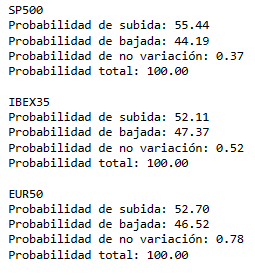 SP500
Probabilidad de subida: 55.44
Probabilidad de bajada: 44.19
Probabilidad de no variación: 0.37
Probabilidad total: 100.00
IBEX35
Probabilidad de subida: 52.11
Probabilidad de bajada: 47.37
Probabilidad de no variación: 0.52
Probabilidad total: 100.00
EUR50
Probabilidad de subida: 52.70
Probabilidad de bajada: 46.52
Probabilidad de no variación: 0.78
Probabilidad total: 100.00